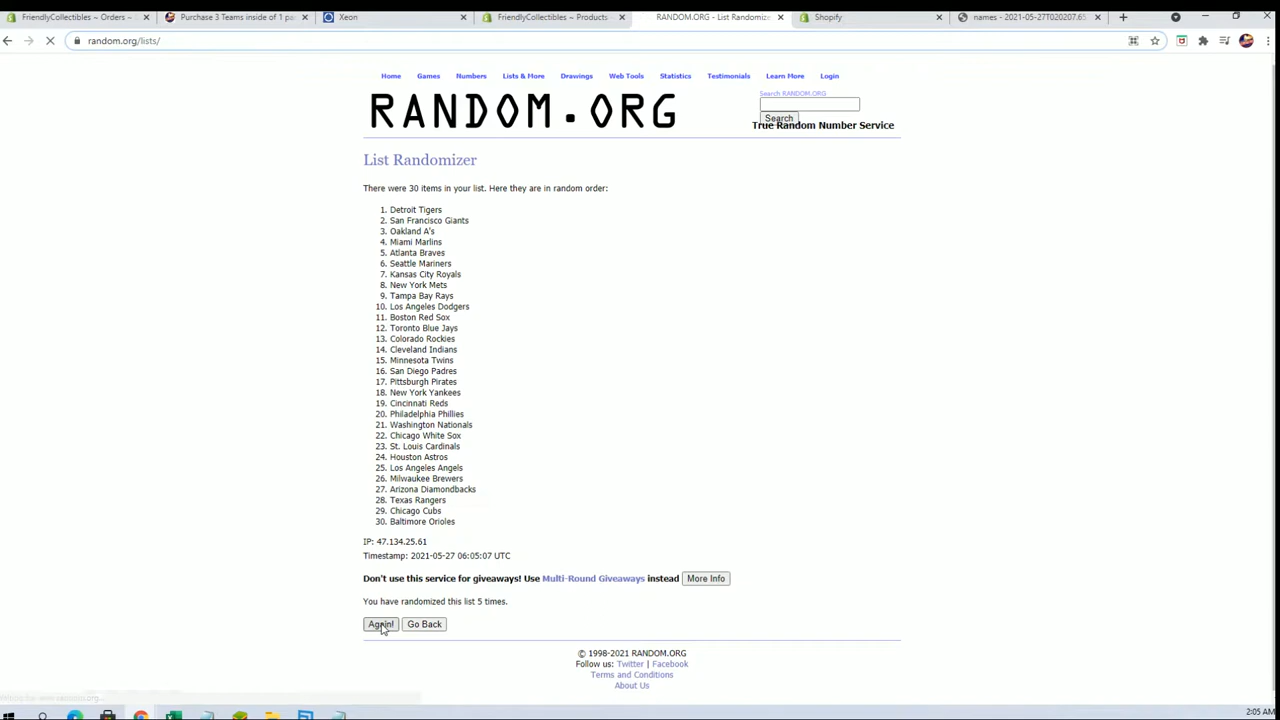 FriendlyCollectibles ~ Orders ~
Purchase 3 Teams inside of 1 pa
Xeon
FriendlyCollectibles ~ Products ~
RANDOM.ORG - List Randomize
Shopify
names - 2021-05-27T020207.65
random.org/lists/
Home Games Numbers Lists & More Drawings Web Tools Statistics Testimonials Learn More Login
Search RANDOM.ORG
RANDOM.ORG
Search
True Random Number Service
List Randomizer
There were 30 items in your list. Here they are in random order:
1. Detroit Tigers
2. San Francisco Giants
3. Oakland A's
4. Miami Marlins
5. Atlanta Braves
6. Seattle Mariners
7. Kansas City Royals
8. New York Mets
9. Tampa Bay Rays
10. Los Angeles Dodgers
11. Boston Red Sox
12. Toronto Blue Jays
13. Colorado Rockies
14. Cleveland Indians
15. Minnesota Twins
16. San Diego Padres
17. Pittsburgh Pirates
18. New York Yankees
19. Cincinnati Reds
20. Philadelphia Phillies
21. Washington Nationals
22. Chicago White Sox
23. St. Louis Cardinals
24. Houston Astros
25. Los Angeles Angels
26. Milwaukee Brewers
27. Arizona Diamondbacks
28. Texas Rangers
29. Chicago Cubs
30. Baltimore Orioles
IP: 47.134.25.61
Timestamp: 2021-05-27 06:05:07 UTC
Don't use this service for giveaways! Use Multi-Round Giveaways instead More Info
You have randomized this list 5 times.
Again! Go Back
© 1998-2021 RANDOM.ORG
Follow us: Twitter | Facebook
Terms and Conditions
About Us
2:05 AM